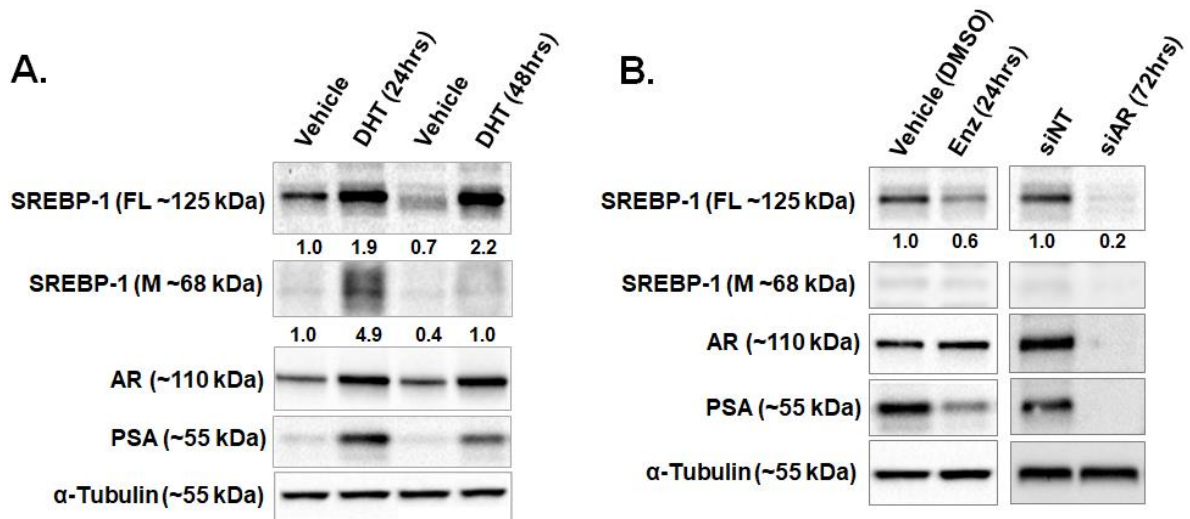 A.
Vehicle
DHT (24hrs)
Vehicle
DHT (48hrs)
SREBP-1 (FL ~125 kDa)
1.0 1.9 0.7 2.2
SREBP-1 (M ~68 kDa)
1.0 4.9 0.4 1.0
AR (~110 kDa)
PSA (~55 kDa)
α-Tubulin (~55 kDa)
B.
Vehicle (DMSO)
Enz (24hrs)
siNT
siAR (72hrs)
SREBP-1 (FL ~125 kDa)
1.0 0.6 1.0 0.2
SREBP-1 (M ~68 kDa)
AR (~110 kDa)
PSA (~55 kDa)
α-Tubulin (~55 kDa)